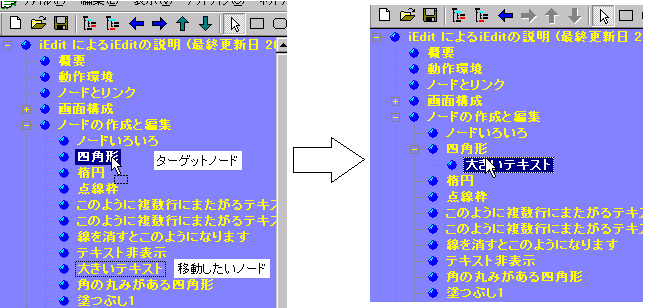 iEdit によるiEditの説明 (最終更新日 20
概要
動作環境
ノードとリンク
画面構成
ノードの作成と編集
ノードいろいろ
四角形
ターゲットノード
楕円
点線枠
このように複数行にまたがるテキス
このように複数行にまたがるテキス
線を消すとこのようになります
テキスト非表示
大きいテキスト
移動したいノード
角の丸みがある四角形
塗つぶし1
iEdit によるiEditの説明 (最終更新日 2
概要
動作環境
ノードとリンク
画面構成
ノードの作成と編集
ノードいろいろ
四角形
大きいテキスト
楕円
点線枠
このように複数行にまたがるテキ
このように複数行にまたがるテキ
線を消すとこのようになります
テキスト非表示
角の丸みがある四角形
塗つぶし1